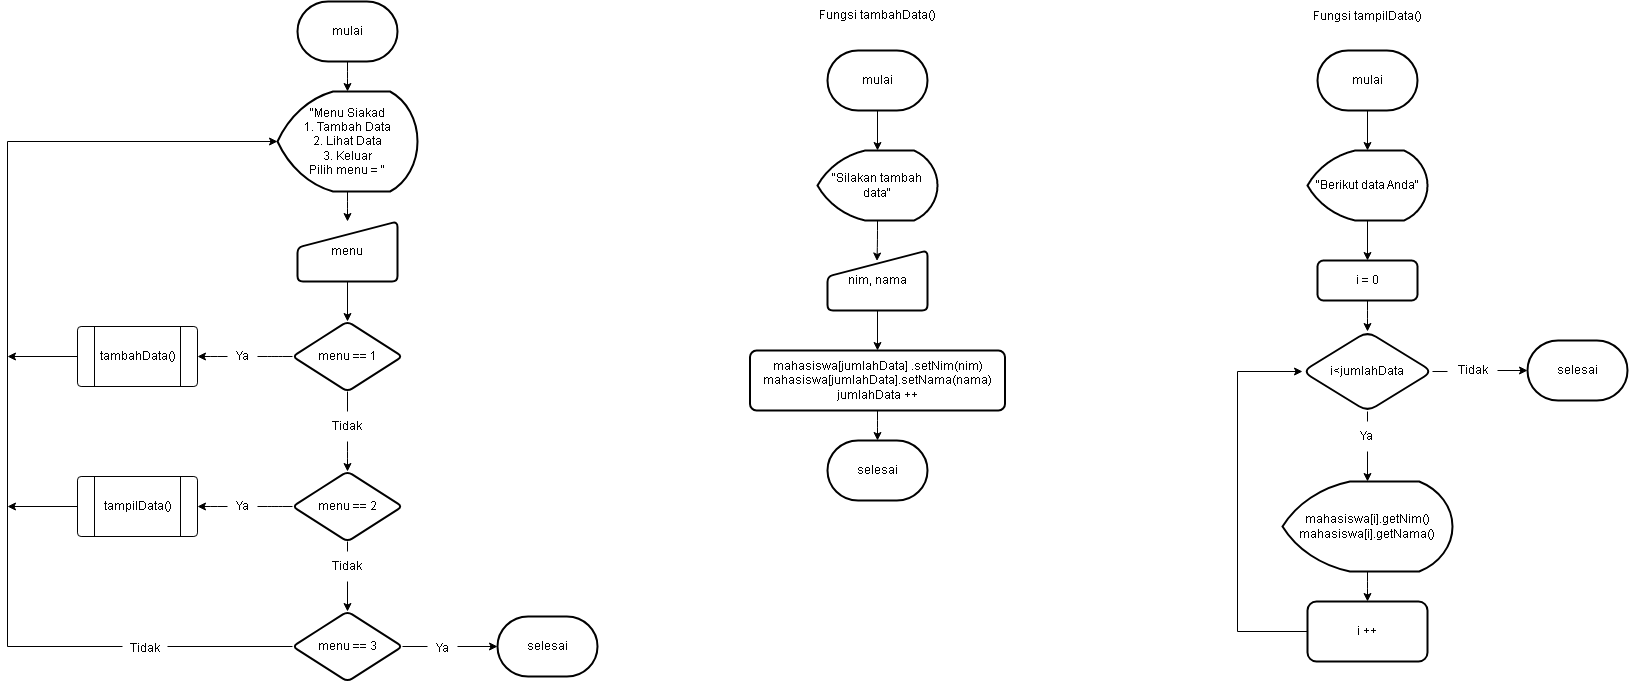 mulai
"Menu Siakad
1. Tambah Data
2. Lihat Data
3. Keluar
Pilih menu = "
menu
menu == 1
Ya
tambahData()
Tidak
menu == 2
Ya
tampilData()
Tidak
menu == 3
Tidak
Ya
selesai
Fungsi tambahData()
mulai
"Silakan tambah
data"
nim, nama
mahasiswa[jumlahData] .setNim(nim)
mahasiswa[jumlahData].setNama(nama)
jumlahData ++
selesai
Fungsi tampilData()
mulai
"Berikut data Anda"
i = 0
i<jumlahData
Tidak
selesai
Ya
mahasiswa[i].getNim()
mahasiswa[i].getNama()
i ++